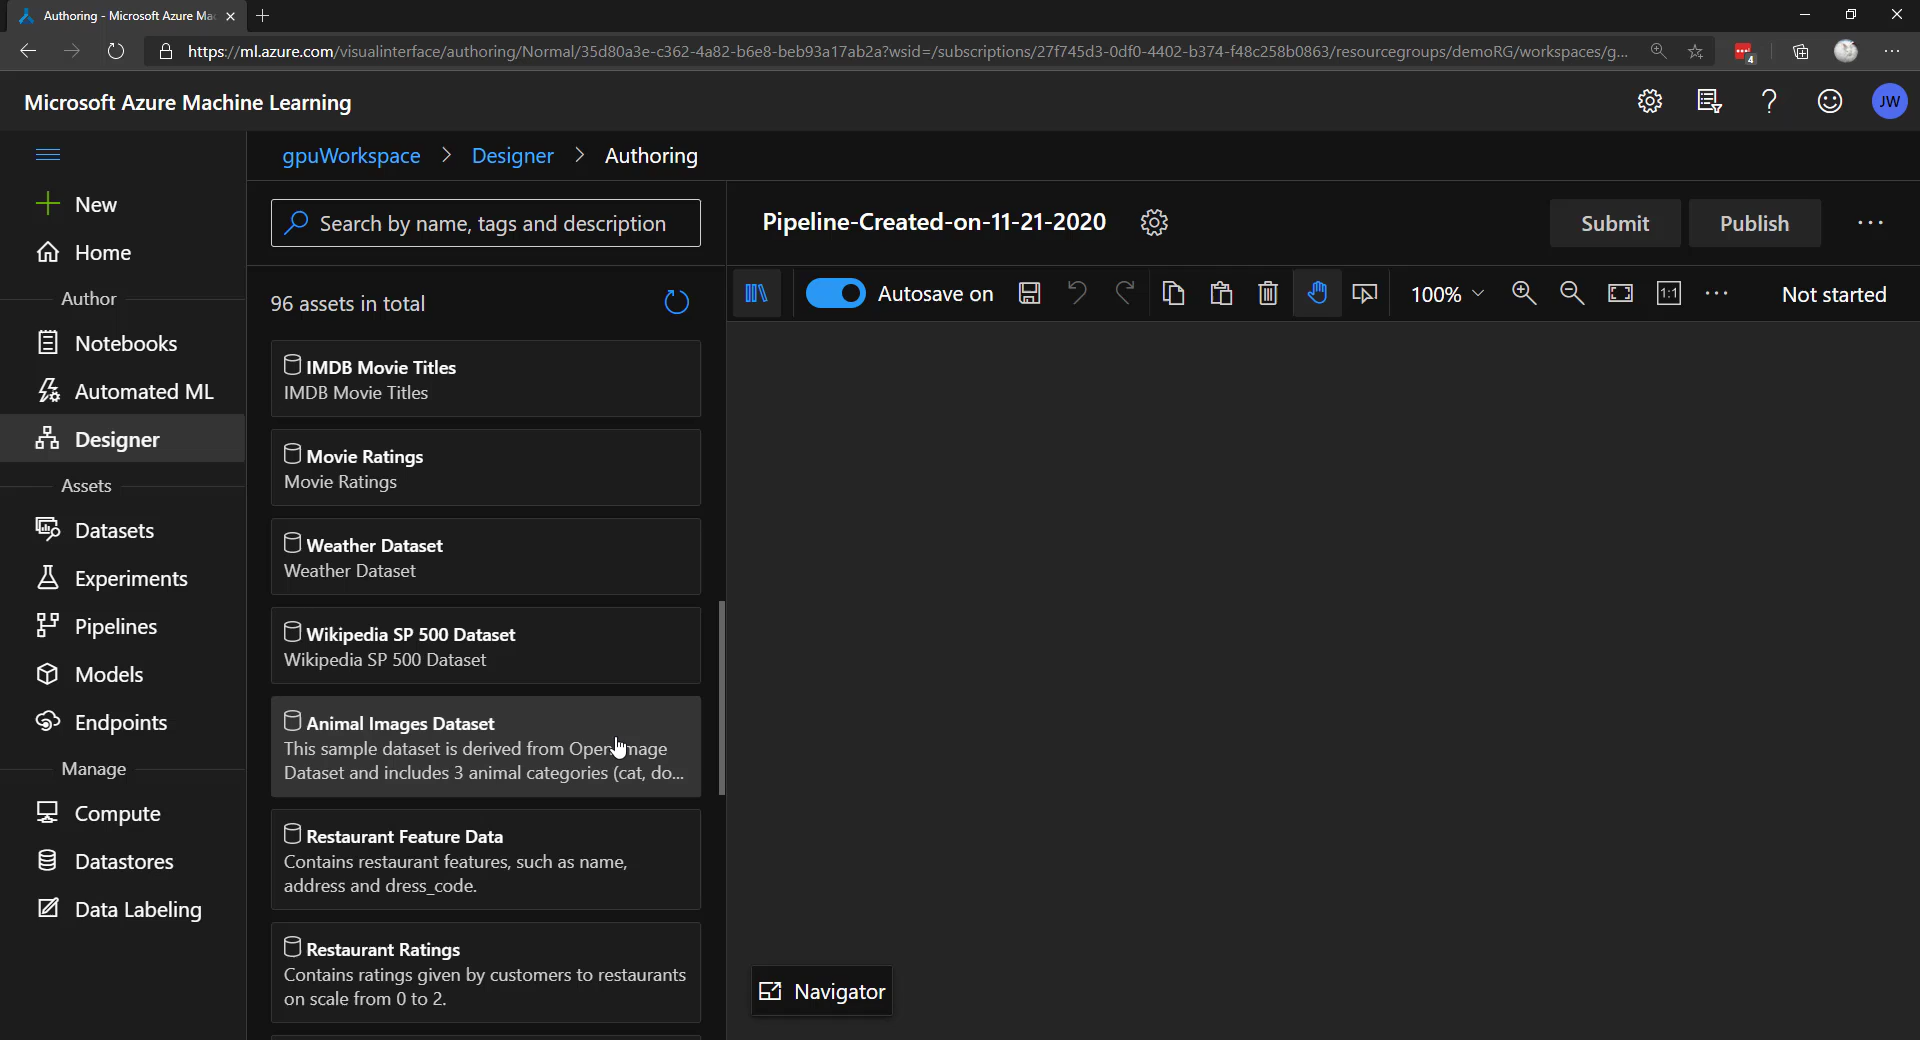 Authoring - Microsoft Azure Ma
https://ml.azure.com/visualinterface/authoring/Normal/35d80a3e-c362-4a82-b6e8-beb93a17ab2a?wsid=/subscriptions/27f745d3-0df0-4402-b374-f48c258b0863/resourcegroups/demoRG/workspaces/g...
4
Microsoft Azure Machine Learning
JW
gpuWorkspace > Designer > Authoring
New
Home
Author
Notebooks
Automated ML
Designer
Assets
Datasets
Experiments
Pipelines
Models
Endpoints
Manage
Compute
Datastores
Data Labeling
Search by name, tags and description
96 assets in total
IMDB Movie Titles
IMDB Movie Titles
Movie Ratings
Movie Ratings
Weather Dataset
Weather Dataset
Wikipedia SP 500 Dataset
Wikipedia SP 500 Dataset
Animal Images Dataset
This sample dataset is derived from Open Image
Dataset and includes 3 animal categories (cat, do...
Restaurant Feature Data
Contains restaurant features, such as name,
address and dress_code.
Restaurant Ratings
Contains ratings given by customers to restaurants
on scale from 0 to 2.
Pipeline-Created-on-11-21-2020
Submit
Publish
Autosave on
100%
1:1
Not started
Navigator